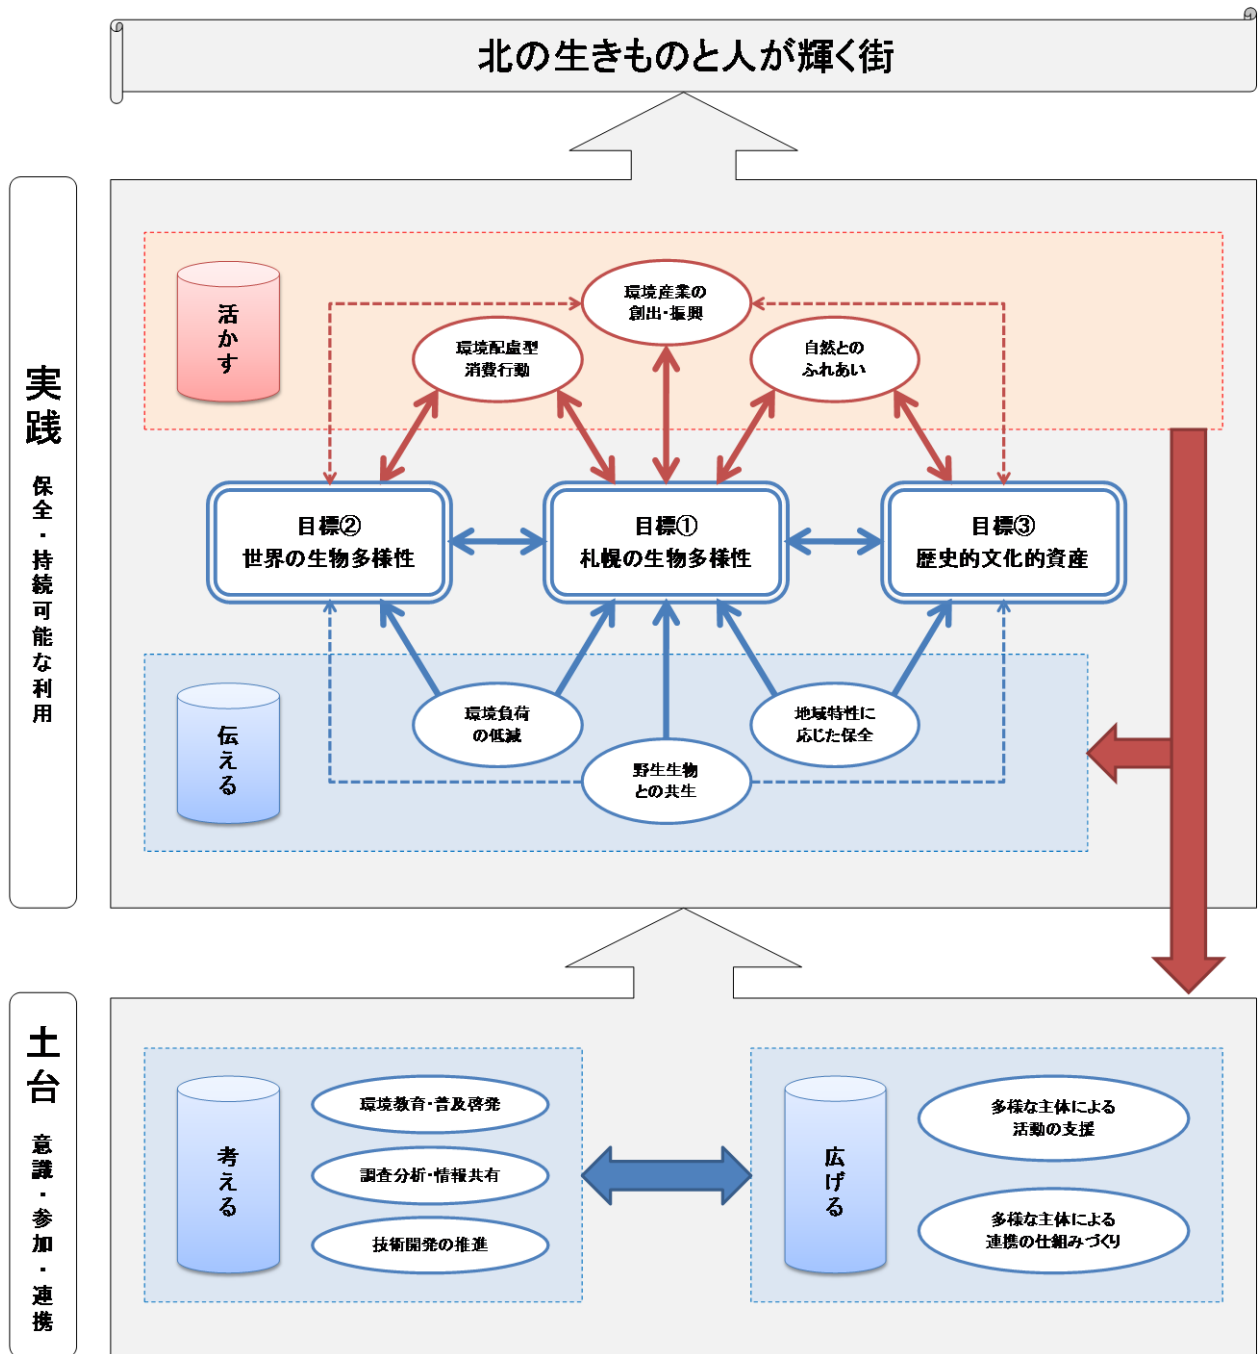 北の生きものと人が輝く街
実践
保全・持続可能な利用
活かす
環境産業の
創出・振興
環境配慮型
消費行動
自然との
ふれあい
目標②
世界の生物多様性
目標①
札幌の生物多様性
目標③
歴史的文化的資産
伝える
環境負荷
の低減
地域特性に
応じた保全
野生生物
との共生
土台
意識・参加・連携
考える
環境教育・普及啓発
調査分析・情報共有
技術開発の推進
広げる
多様な主体による
活動の支援
多様な主体による
連携の仕組みづくり